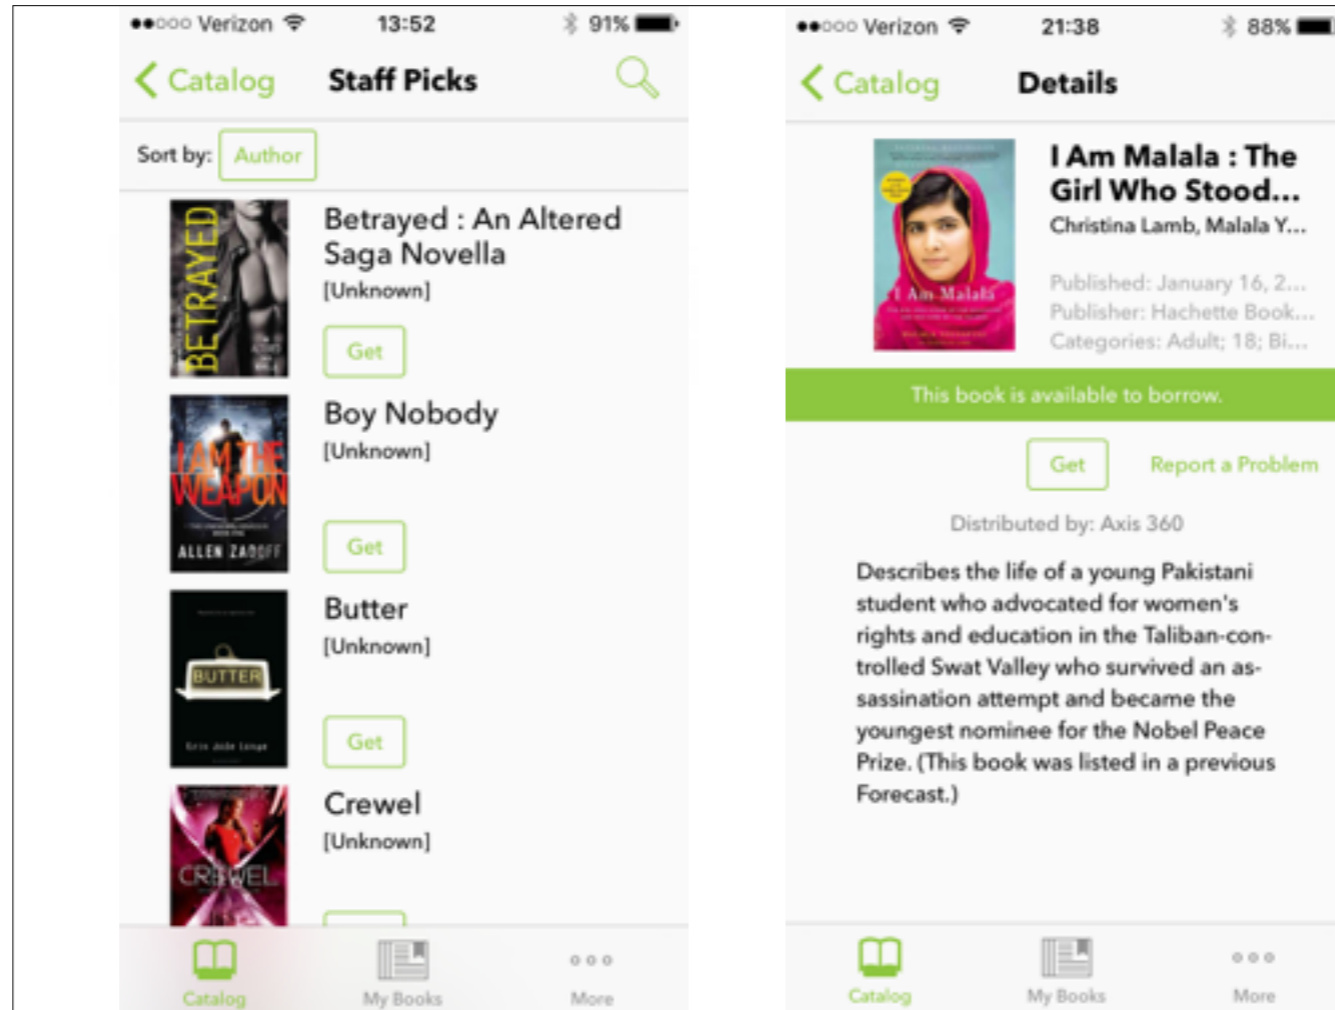 Verizon 13:52 91%
Catalog Staff Picks
Sort by: Author
BETRAYED
Betrayed : An Altered
Saga Novella
[Unknown]
Get
I AM THE
WEAPON
ALLEN ZADOFF
Boy Nobody
[Unknown]
Get
BUTTER
Erin Jade Lange
Butter
[Unknown]
Get
CREWEL
Crewel
[Unknown]
Catalog My Books More
Verizon 21:38 88%
Catalog Details
I Am Malala
I Am Malala : The
Girl Who Stood...
Christina Lamb, Malala Y...
Published: January 16, 2...
Publisher: Hachette Book...
Categories: Adult; 18; Bi...
This book is available to borrow.
Get Report a Problem
Distributed by: Axis 360
Describes the life of a young Pakistani
student who advocated for women's
rights and education in the Taliban-con-
trolled Swat Valley who survived an as-
sassination attempt and became the
youngest nominee for the Nobel Peace
Prize. (This book was listed in a previous
Forecast.)
Catalog My Books More